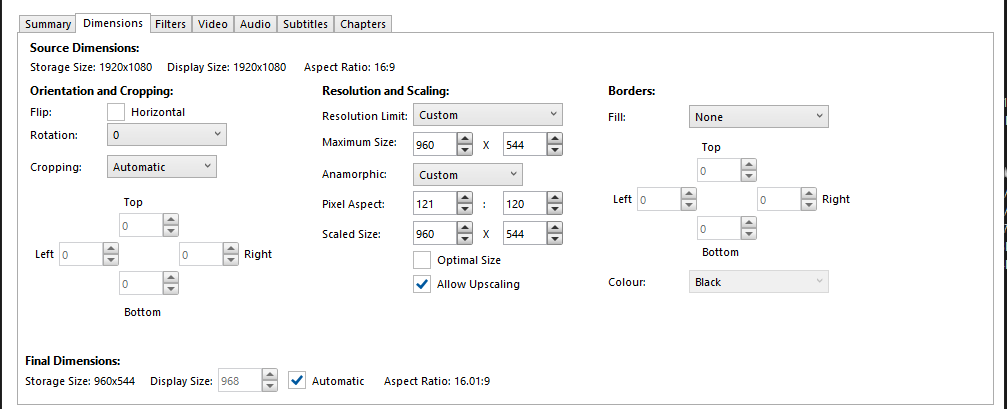 Summary Dimensions Filters Video Audio Subtitles Chapters
Source Dimensions:
Storage Size: 1920x1080 Display Size: 1920x1080 Aspect Ratio: 16:9
Orientation and Cropping:
Flip: Horizontal
Rotation: 0
Cropping: Automatic
Top
0
Left 0 0 Right
0
Bottom
Resolution and Scaling:
Resolution Limit: Custom
Maximum Size: 960 X 544
Anamorphic: Custom
Pixel Aspect: 121 : 120
Scaled Size: 960 X 544
Optimal Size
Allow Upscaling
Borders:
Fill: None
Top
0
Left 0 0 Right
0
Bottom
Colour: Black
Final Dimensions:
Storage Size: 960x544 Display Size: 968 Automatic Aspect Ratio: 16.01:9